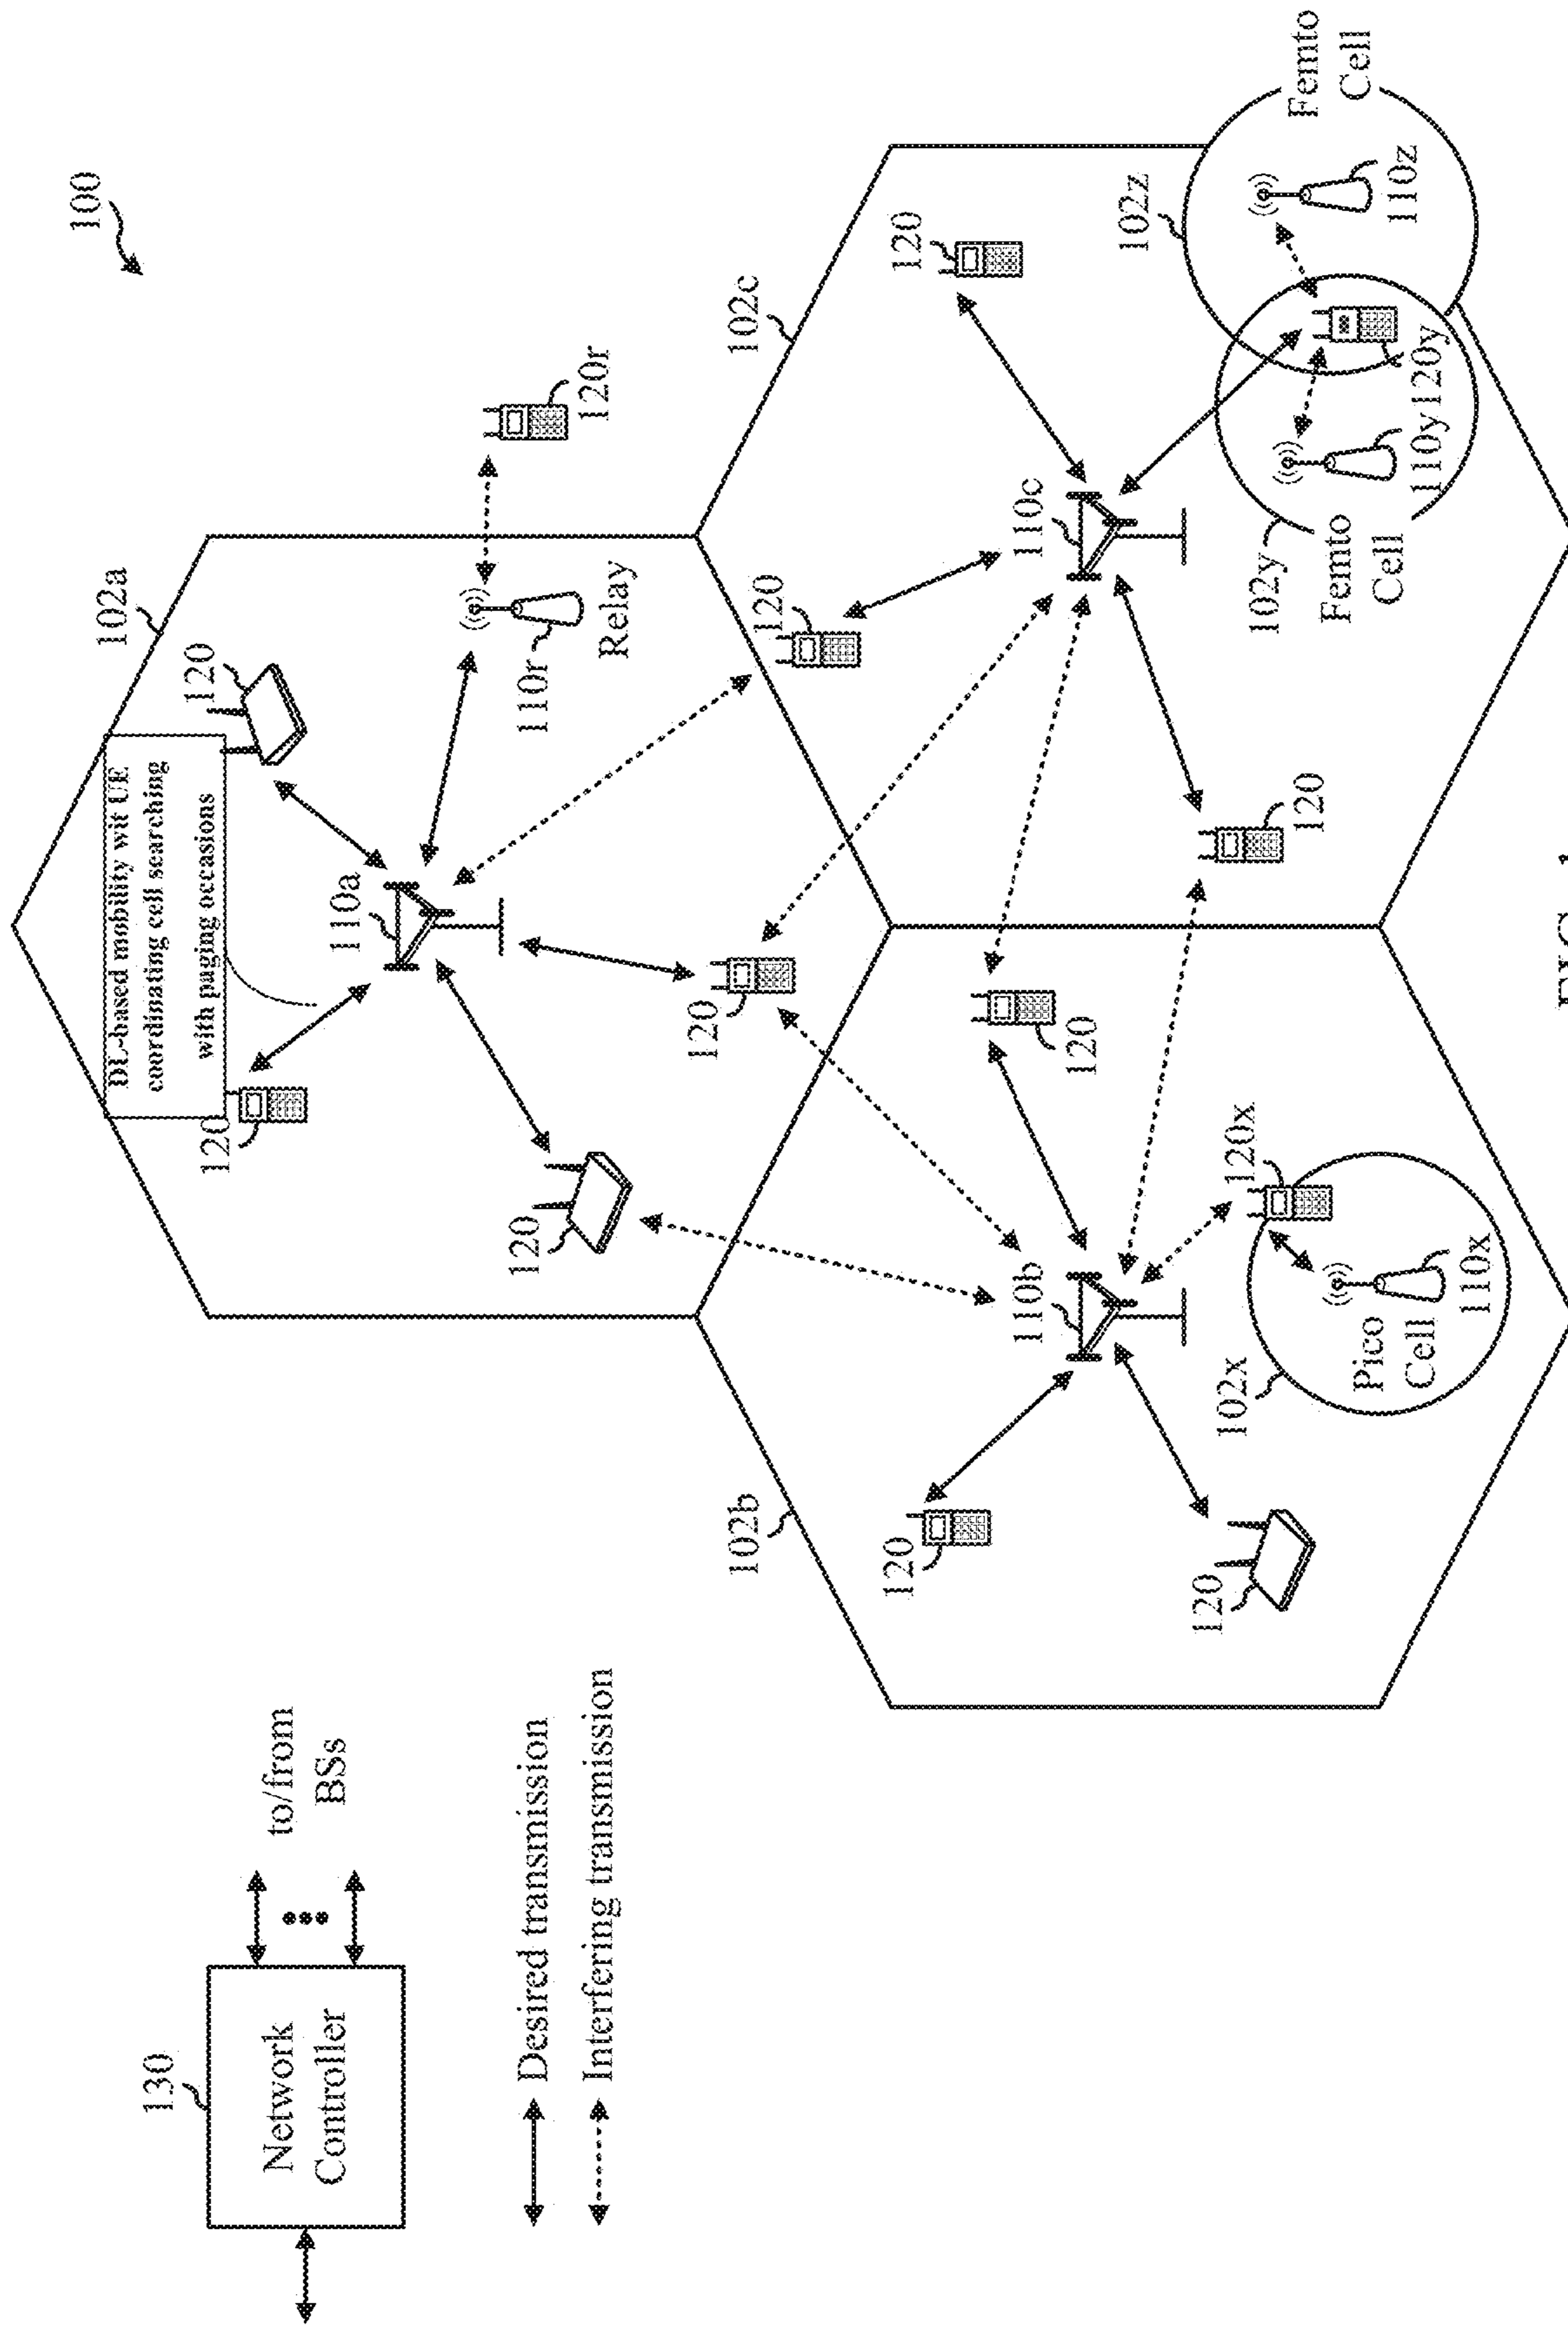 100
130
Network
Controller
to/from
BSs
Desired transmission
Interfering transmission
102a
DL-based mobility wit UE
coordinating cell searching
with paging occasions
120
120
110a
120
110r
Relay
120r
120
120
102b
120
110b
120
120
102x
Pico
Cell
110x
120x
102c
120
110c
120
102y
Femto
Cell
110y
120y
102z
110z
Femto
Cell